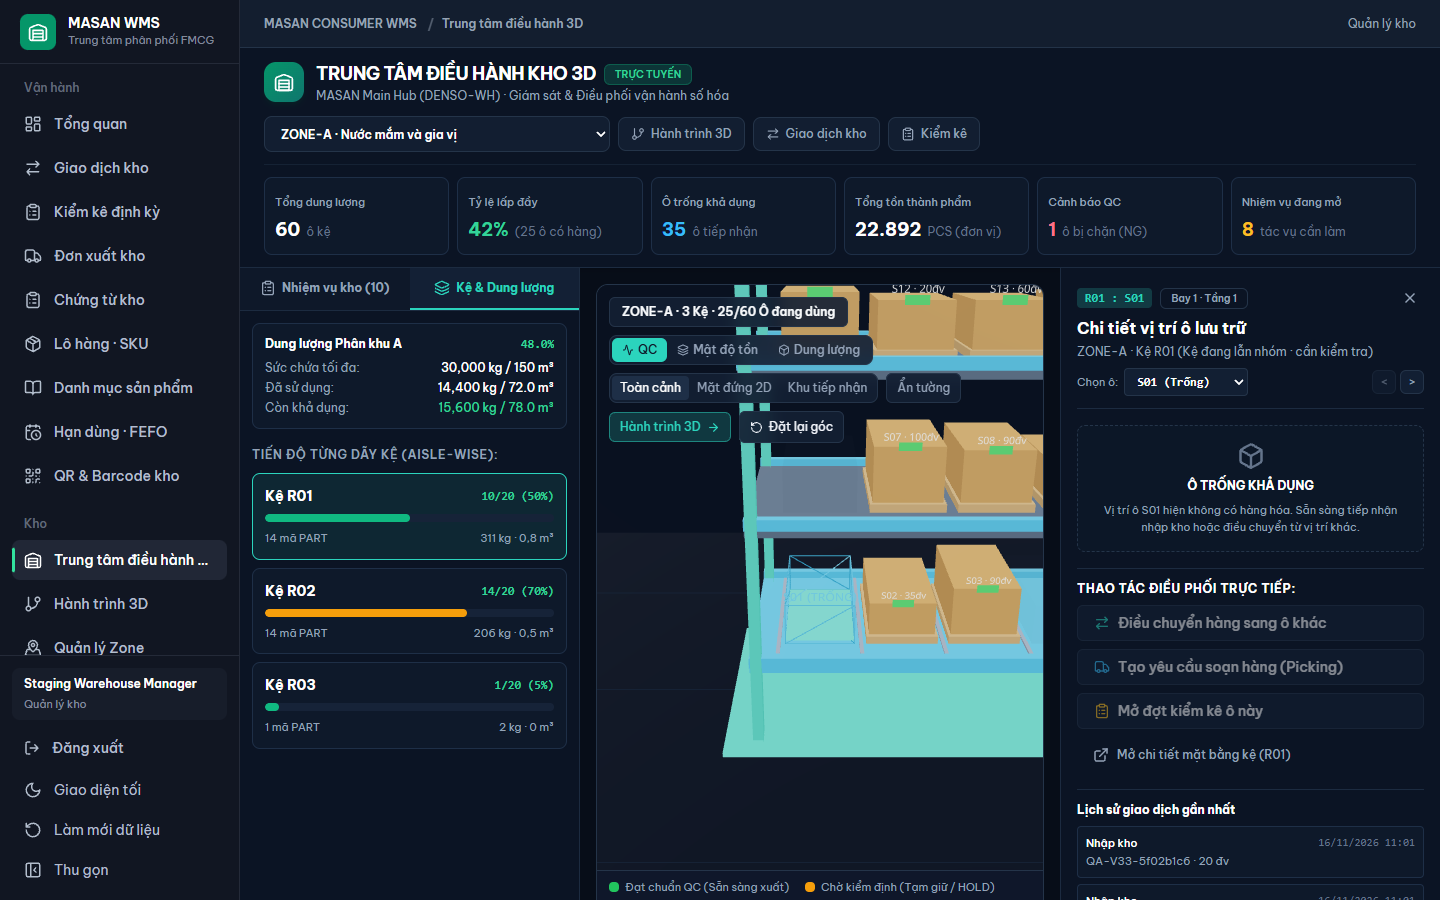 MASAN WMS
Trung tâm phân phối FMCG
Vận hành
Tổng quan
Giao dịch kho
Kiểm kê định kỳ
Đơn xuất kho
Chứng từ kho
Lô hàng · SKU
Danh mục sản phẩm
Hạn dùng · FEFO
QR & Barcode kho
Kho
Trung tâm điều hành ...
Hành trình 3D
Quản lý Zone
Staging Warehouse Manager
Quản lý kho
Đăng xuất
Giao diện tối
Làm mới dữ liệu
Thu gọn
MASAN CONSUMER WMS / Trung tâm điều hành 3D
Quản lý kho
TRUNG TÂM ĐIỀU HÀNH KHO 3D TRỰC TUYẾN
MASAN Main Hub (DENSO-WH) · Giám sát & Điều phối vận hành số hóa
ZONE-A · Nước mắm và gia vị
Hành trình 3D
Giao dịch kho
Kiểm kê
Tổng dung lượng
60 ô kệ
Tỷ lệ lấp đầy
42% (25 ô có hàng)
Ô trống khả dụng
35 ô tiếp nhận
Tổng tồn thành phẩm
22.892 PCS (đơn vị)
Cảnh báo QC
1 ô bị chặn (NG)
Nhiệm vụ đang mở
8 tác vụ cần làm
Nhiệm vụ kho (10)
Kệ & Dung lượng
Dung lượng Phân khu A 48.0%
Sức chứa tối đa: 30,000 kg / 150 m³
Đã sử dụng: 14,400 kg / 72.0 m³
Còn khả dụng: 15,600 kg / 78.0 m³
TIẾN ĐỘ TỪNG DÃY KỆ (AISLE-WISE):
Kệ R01 10/20 (50%)
14 mã PART 311 kg · 0,8 m³
Kệ R02 14/20 (70%)
14 mã PART 206 kg · 0,5 m³
Kệ R03 1/20 (5%)
1 mã PART 2 kg · 0 m³
S12 · 20đv
S13 · 60đv
ZONE-A · 3 Kệ · 25/60 Ô đang dùng
QC
Mật độ tồn
Dung lượng
Toàn cảnh
Mặt đứng 2D
Khu tiếp nhận
Ẩn tường
Hành trình 3D →
Đặt lại góc
S07 · 100đv
S08 · 90đv
S01 (TRỐNG)
S02 · 35đv
S03 · 90đv
Đạt chuẩn QC (Sẵn sàng xuất)
Chờ kiểm định (Tạm giữ / HOLD)
R01 : S01
Bay 1 · Tầng 1
Chi tiết vị trí ô lưu trữ
ZONE-A · Kệ R01 (Kệ đang lẫn nhóm · cần kiểm tra)
Chọn ô: S01 (Trống) < >
Ô TRỐNG KHẢ DỤNG
Vị trí ô S01 hiện không có hàng hóa. Sẵn sàng tiếp nhận
nhập kho hoặc điều chuyển từ vị trí khác.
THAO TÁC ĐIỀU PHỐI TRỰC TIẾP:
Điều chuyển hàng sang ô khác
Tạo yêu cầu soạn hàng (Picking)
Mở đợt kiểm kê ô này
Mở chi tiết mặt bằng kệ (R01)
Lịch sử giao dịch gần nhất
Nhập kho 16/11/2026 11:01
QA-V33-5f02b1c6 · 20 đv
Nhập kho 16/11/2026 11:01